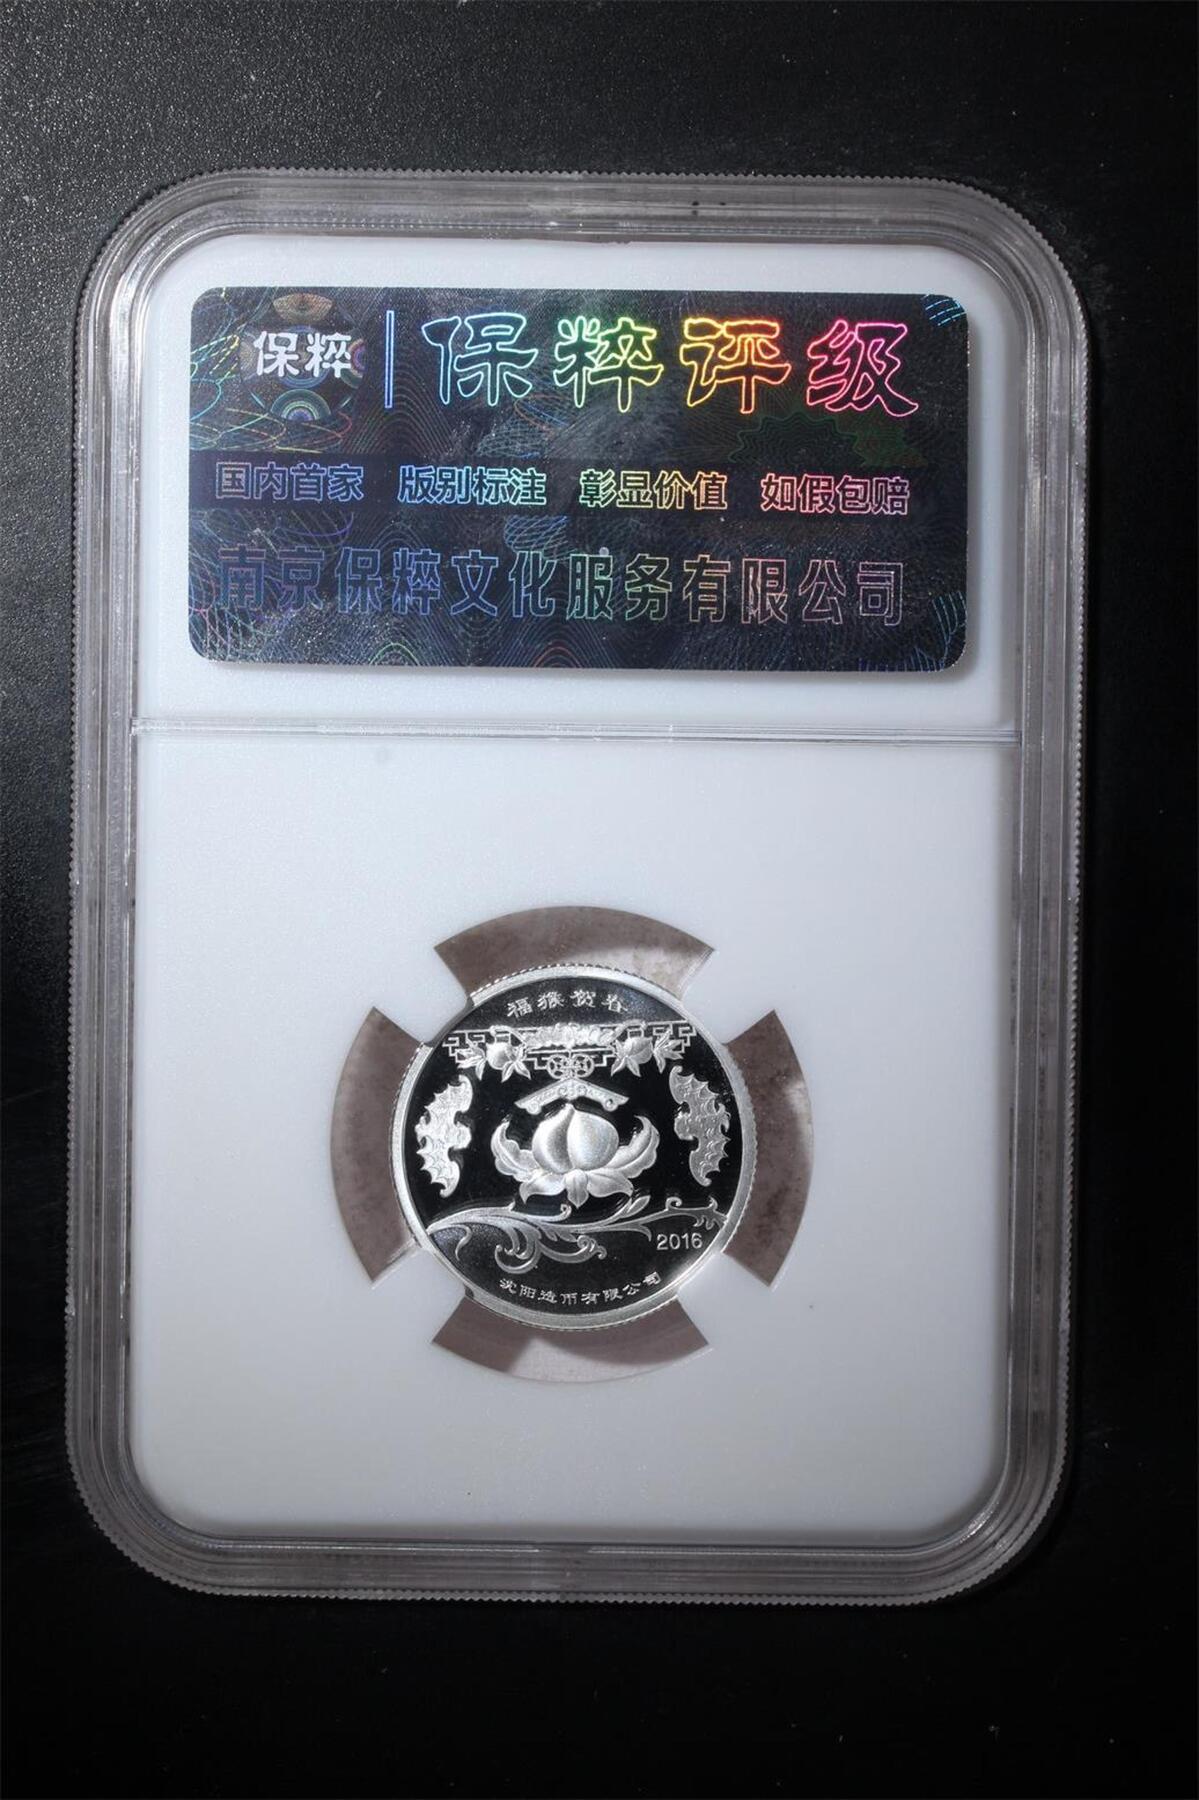 保粹 保粹评级
国内首家 版别标注 彰显价值 如假包赔
南京保粹文化服务有限公司
福猴贺春
2016
沈阳造币有限公司